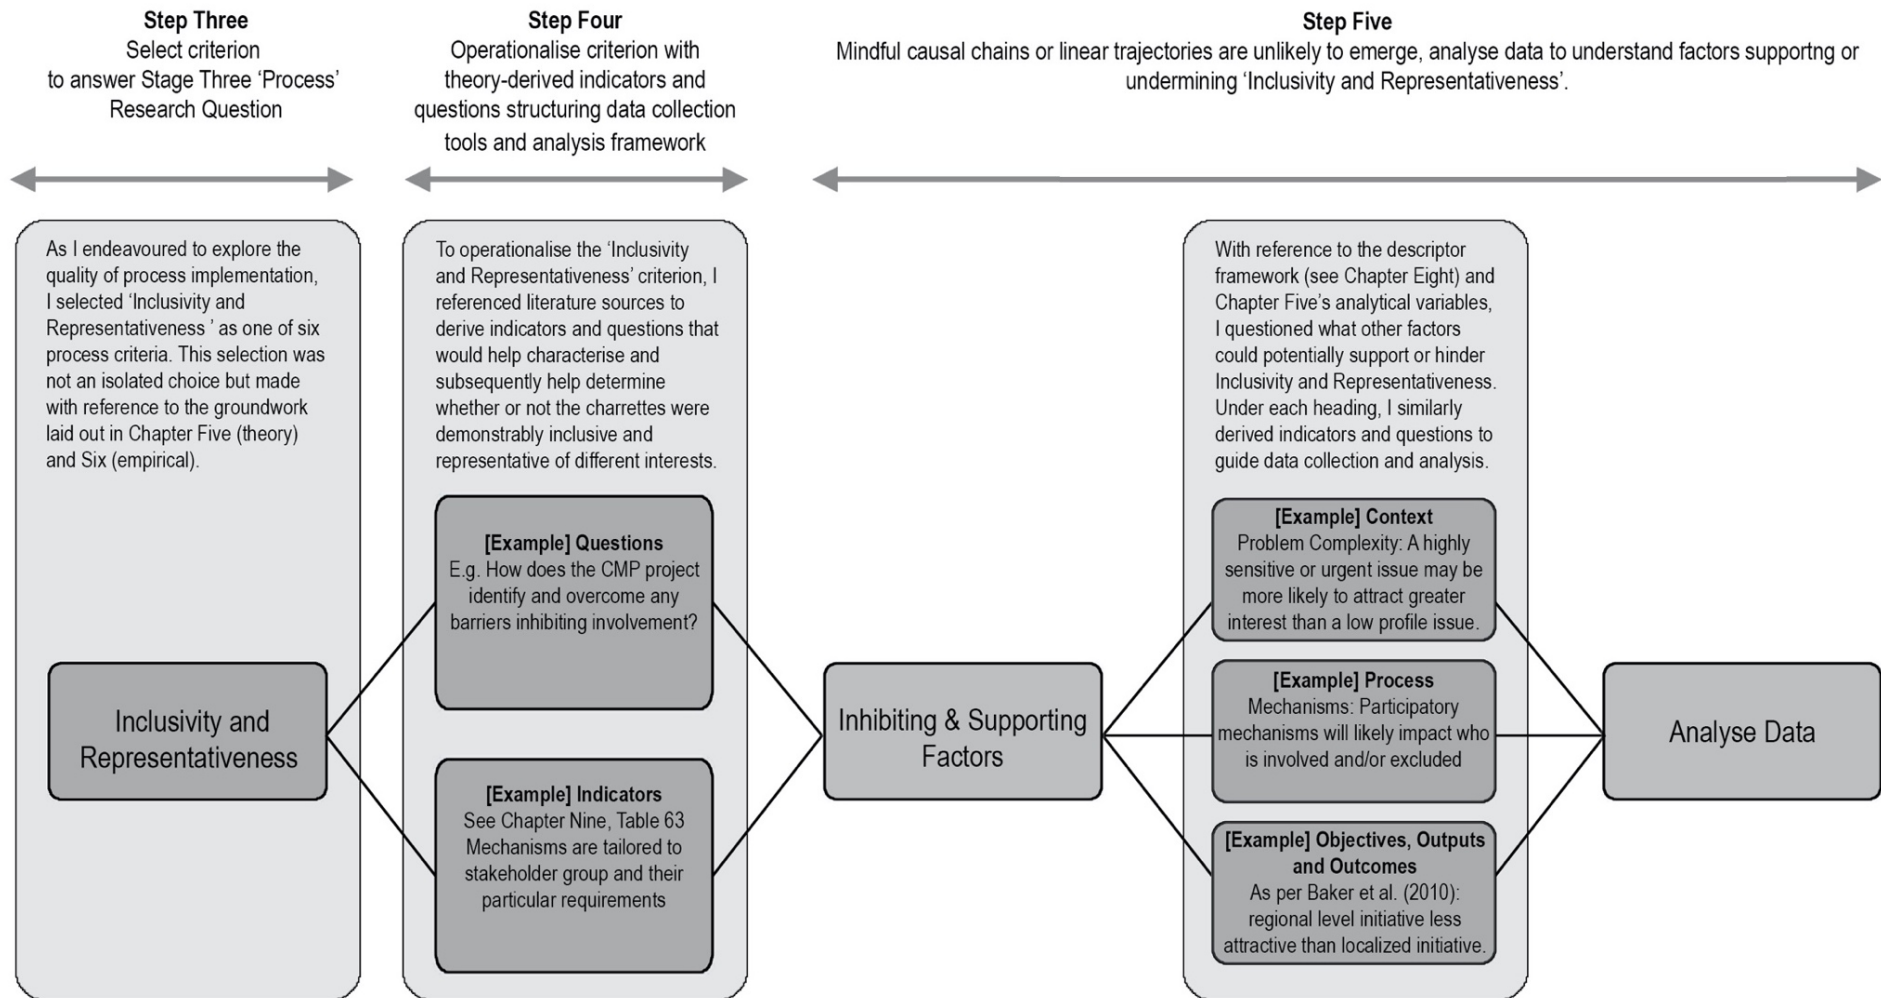 Step Three
Select criterion
to answer Stage Three ‘Process’
Research Question
Step Four
Operationalise criterion with
theory-derived indicators and
questions structuring data collection
tools and analysis framework
Step Five
Mindful causal chains or linear trajectories are unlikely to emerge, analyse data to understand factors supportng or
undermining ‘Inclusivity and Representativeness’.
As I endeavoured to explore the
quality of process implementation,
I selected ‘Inclusivity and
Representativeness ’ as one of six
process criteria. This selection was
not an isolated choice but made
with reference to the groundwork
laid out in Chapter Five (theory)
and Six (empirical).
Inclusivity and
Representativeness
To operationalise the ‘Inclusivity
and Representativeness’ criterion, I
referenced literature sources to
derive indicators and questions that
would help characterise and
subsequently help determine
whether or not the charrettes were
demonstrably inclusive and
representative of different interests.
[Example] Questions
E.g. How does the CMP project
identify and overcome any
barriers inhibiting involvement?
[Example] Indicators
See Chapter Nine, Table 63
Mechanisms are tailored to
stakeholder group and their
particular requirements
Inhibiting & Supporting
Factors
With reference to the descriptor
framework (see Chapter Eight) and
Chapter Five’s analytical variables,
I questioned what other factors
could potentially support or hinder
Inclusivity and Representativeness.
Under each heading, I similarly
derived indicators and questions to
guide data collection and analysis.
[Example] Context
Problem Complexity: A highly
sensitive or urgent issue may be
more likely to attract greater
interest than a low profile issue.
[Example] Process
Mechanisms: Participatory
mechanisms will likely impact who
is involved and/or excluded
[Example] Objectives, Outputs
and Outcomes
As per Baker et al. (2010):
regional level initiative less
attractive than localized initiative.
Analyse Data